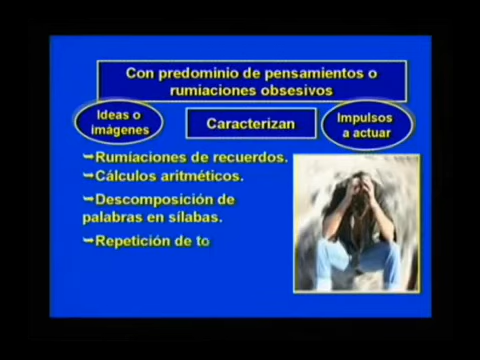 Con predominio de pensamientos o
rumiaciones obsesivos
Ideas o
imágenes
Caracterizan
Impulsos
a actuar
➥Rumiaciones de recuerdos.
➥Cálculos aritméticos.
➥Descomposición de
palabras en sílabas.
➥Repetición de to